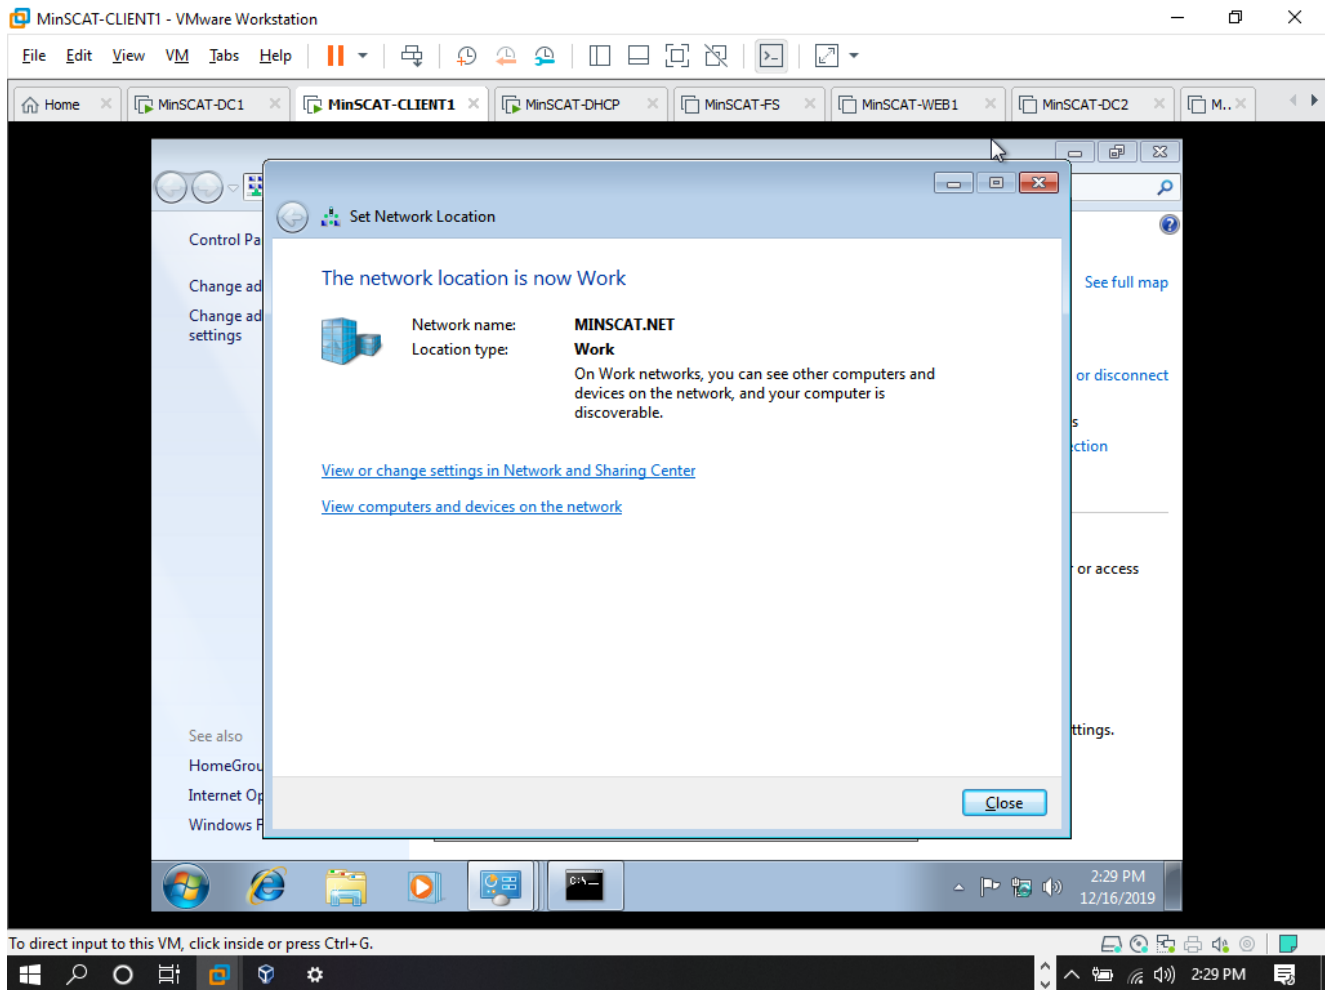 MinSCAT-CLIENT1 - VMware Workstation
File Edit View VM Tabs Help
Home MinSCAT-DC1 MinSCAT-CLIENT1 MinSCAT-DHCP MinSCAT-FS MinSCAT-WEB1 MinSCAT-DC2 M..
Set Network Location
Control Pa
Change ad
Change ad
settings
The network location is now Work
Network name: MINSCAT.NET
Location type: Work
On Work networks, you can see other computers and
devices on the network, and your computer is
discoverable.
View or change settings in Network and Sharing Center
View computers and devices on the network
See full map
or disconnect
s
ection
or access
ttings.
See also
HomeGrou
Internet Op
Windows F
Close
C:\_
2:29 PM
12/16/2019
To direct input to this VM, click inside or press Ctrl+G.
2:29 PM